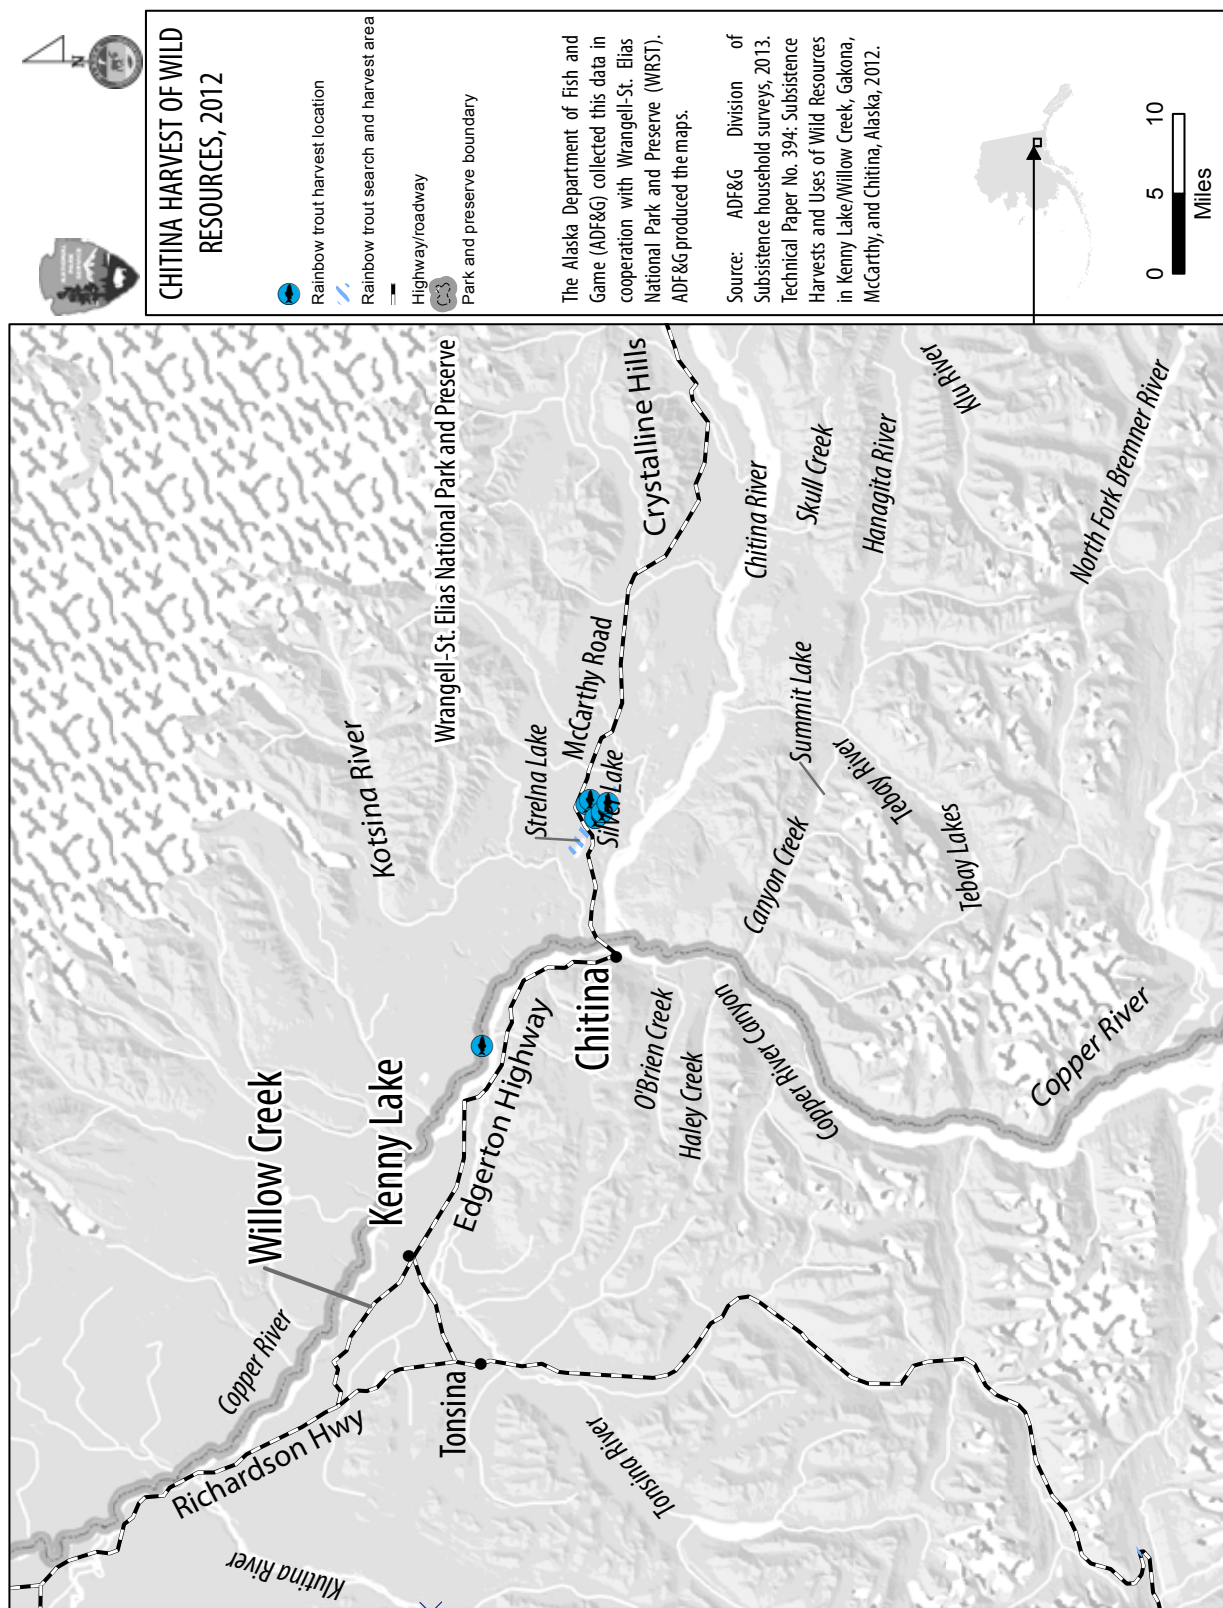 N
CHITINA HARVEST OF WILD
RESOURCES, 2012
Rainbow trout harvest location
Rainbow trout search and harvest area
Highway/roadway
Park and preserve boundary
The Alaska Department of Fish and
Game (ADF&G) collected this data in
cooperation with Wrangell-St. Elias
National Park and Preserve (WRST).
ADF&G produced the maps.
Source: ADF&G Division of
Subsistence household surveys, 2013.
Technical Paper No. 394: Subsistence
Harvests and Uses of Wild Resources
in Kenny Lake/Willow Creek, Gakona,
McCarthy, and Chitina, Alaska, 2012.
0 5 10
Miles
Klutina River
Richardson Hwy
Copper River
Willow Creek
Kenny Lake
Tonsina
Tonsina River
Edgerton Highway
Chitina
O'Brien Creek
Haley Creek
Copper River Canyon
Copper River
Kotsina River
Strelna Lake
Silver Lake
McCarthy Road
Wrangell-St. Elias National Park and Preserve
Crystalline Hills
Chitina River
Canyon Creek
Summit Lake
Tebay River
Tebay Lakes
Skull Creek
Hanagita River
Klu River
North Fork Bremner River